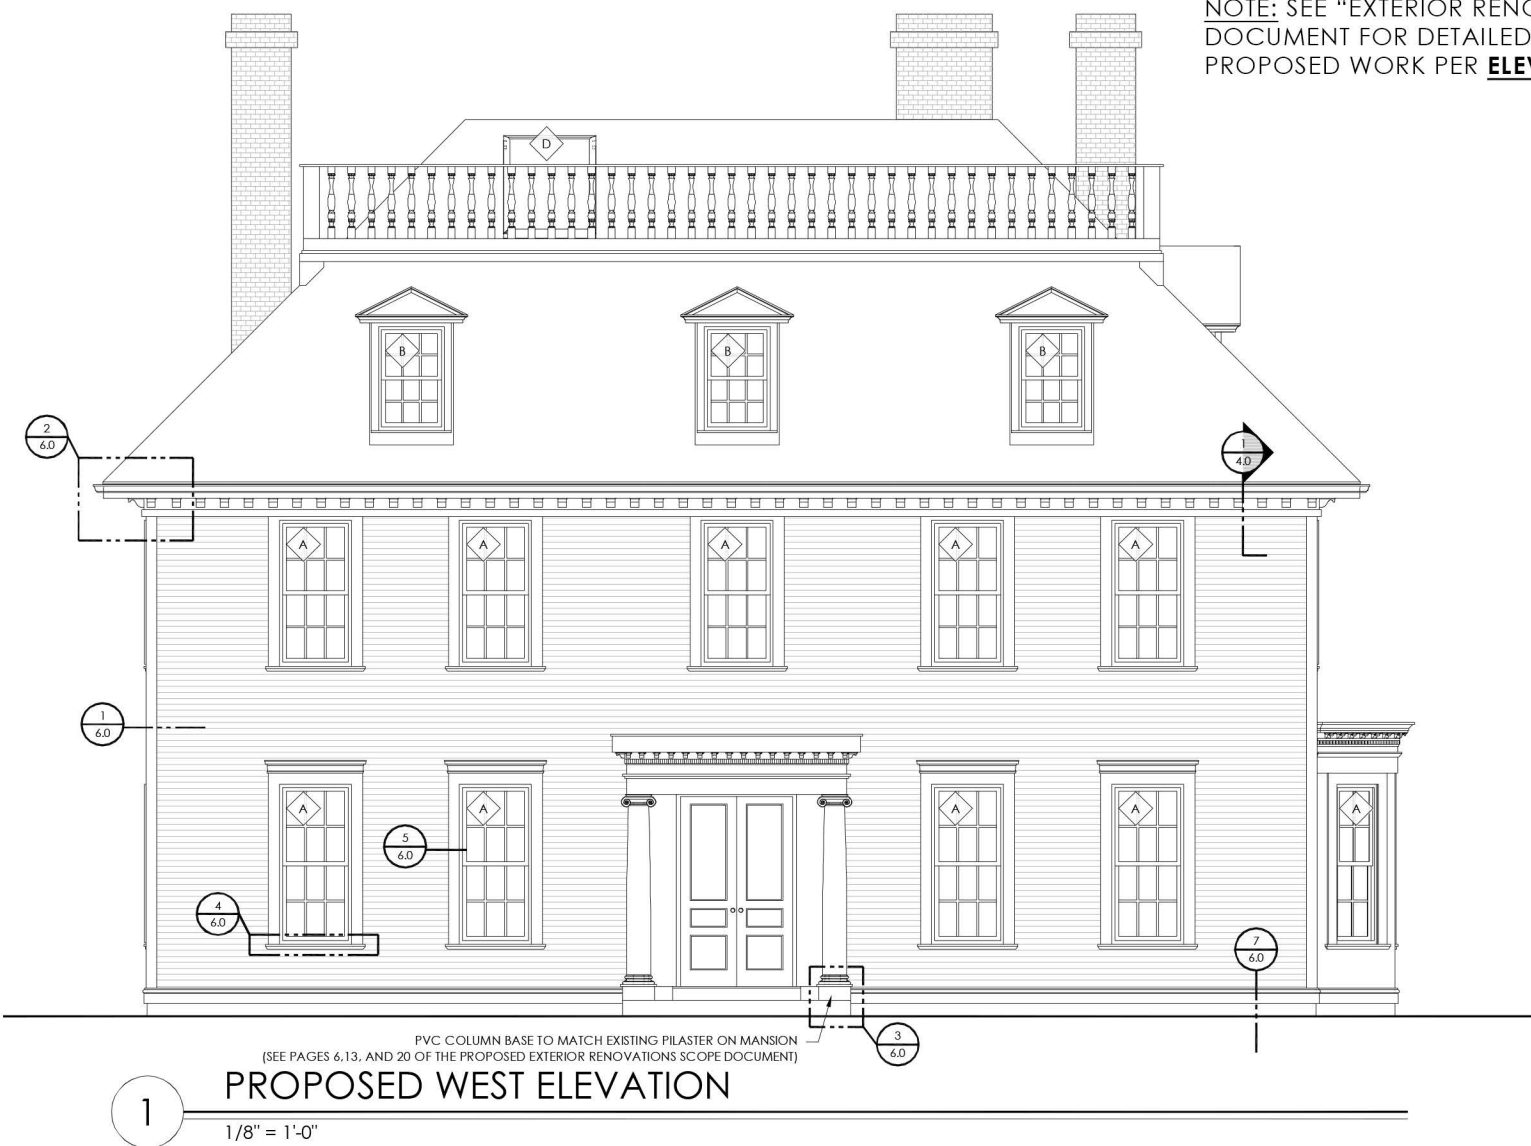 NOTE: SEE "EXTERIOR RENO
DOCUMENT FOR DETAILED
PROPOSED WORK PER ELEV
D
B
B
B
2
6.0
1
4.0
A
A
A
A
A
1
6.0
A
A
A
A
A
5
6.0
4
6.0
7
6.0
3
6.0
PVC COLUMN BASE TO MATCH EXISTING PILASTER ON MANSION
(SEE PAGES 6,13, AND 20 OF THE PROPOSED EXTERIOR RENOVATIONS SCOPE DOCUMENT)
1
PROPOSED WEST ELEVATION
1/8" = 1'-0"